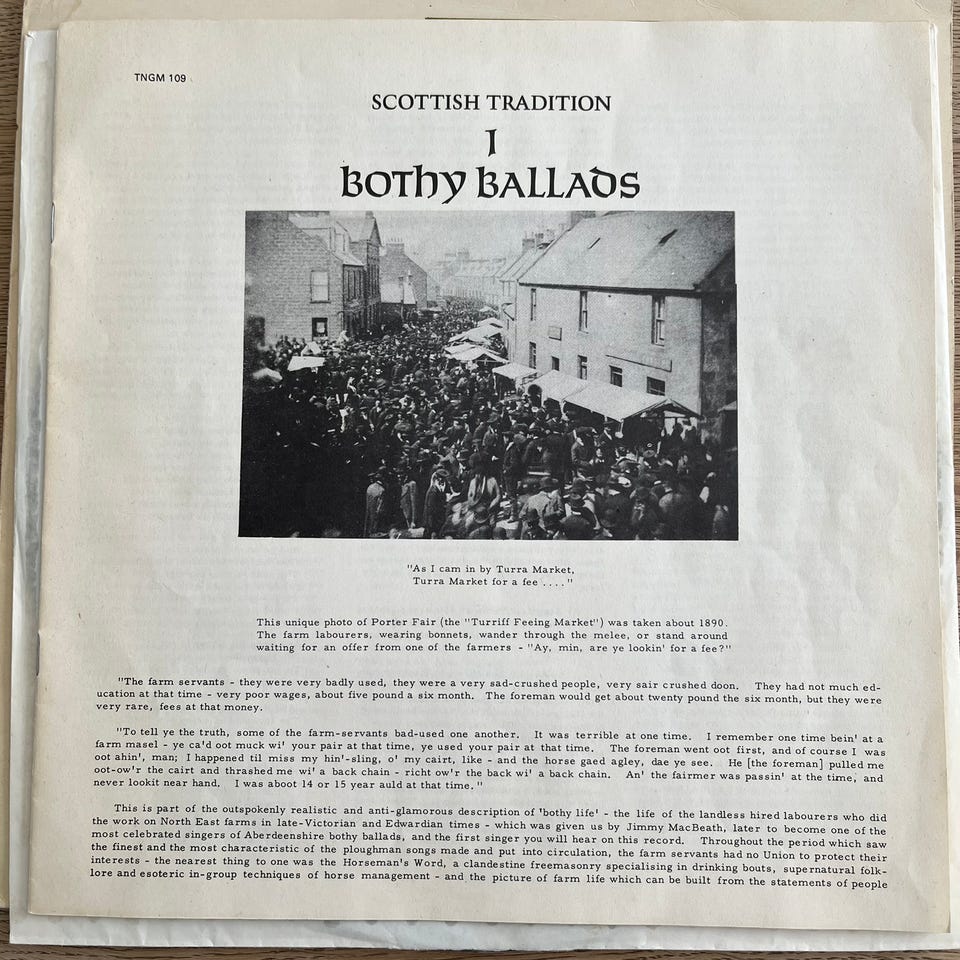 TNGM 109
SCOTTISH TRADITION
I
BOTHY BALLADS
"As I cam in by Turra Market,
Turra Market for a fee ...."
This unique photo of Porter Fair (the "Turriff Feeing Market") was taken about 1890.
The farm labourers, wearing bonnets, wander through the melee, or stand around
waiting for an offer from one of the farmers - "Ay, min, are ye lookin' for a fee?"
"The farm servants - they were very badly used, they were a very sad-crushed people, very sair crushed doon. They had not much ed-
ucation at that time - very poor wages, about five pound a six month. The foreman would get about twenty pound the six month, but they were
very rare, fees at that money.
"To tell ye the truth, some of the farm-servants bad-used one another. It was terrible at one time. I remember one time bein' at a
farm masel - ye ca'd oot muck wi' your pair at that time, ye used your pair at that time. The foreman went oot first, and of course I was
oot ahin', man; I happened til miss my hin'-sling, o' my cairt, like - and the horse gaed agley, dae ye see. He [the foreman] pulled me
oot-ow'r the cairt and thrashed me wi' a back chain - richt ow'r the back wi' a back chain. An' the fairmer was passin' at the time, and
never lookit near hand. I was aboot 14 or 15 year auld at that time."
This is part of the outspokenly realistic and anti-glamorous description of 'bothy life' - the life of the landless hired labourers who did
the work on North East farms in late-Victorian and Edwardian times - which was given us by Jimmy MacBeath, later to become one of the
most celebrated singers of Aberdeenshire bothy ballads, and the first singer you will hear on this record. Throughout the period which saw
the finest and the most characteristic of the ploughman songs made and put into circulation, the farm servants had no Union to protect their
interests - the nearest thing to one was the Horseman's Word, a clandestine freemasonry specialising in drinking bouts, supernatural folk-
lore and esoteric in-group techniques of horse management - and the picture of farm life which can be built from the statements of people